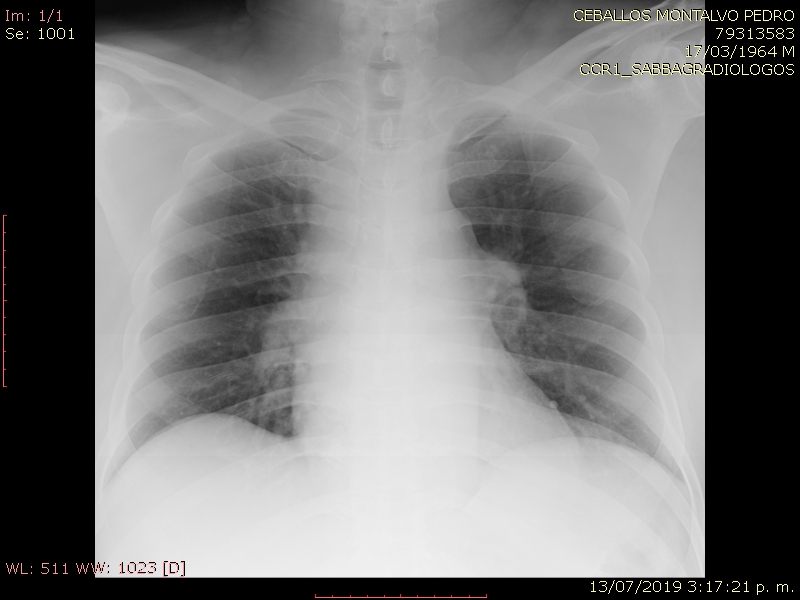 Im: 1/1
Se: 1001
CEBALLOS MONTALVO PEDRO
79313583
17/03/1964 M
CCR1_SABBAGRADIOLOGOS
WL: 511 WW: 1023 [D]
13/07/2019 3:17:21 p. m.